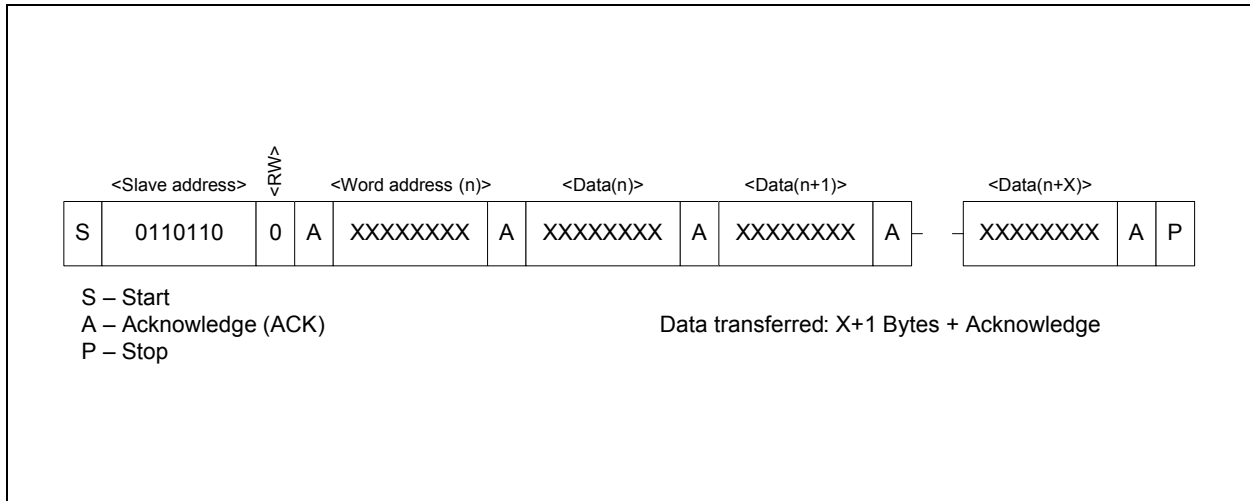 <Slave address> <RW> <Word address (n)> <Data(n)> <Data(n+1)> <Data(n+X)>
S 0110110 0 A XXXXXXXX A XXXXXXXX A XXXXXXXX A XXXXXXXX A P
S – Start
A – Acknowledge (ACK) Data transferred: X+1 Bytes + Acknowledge
P – Stop